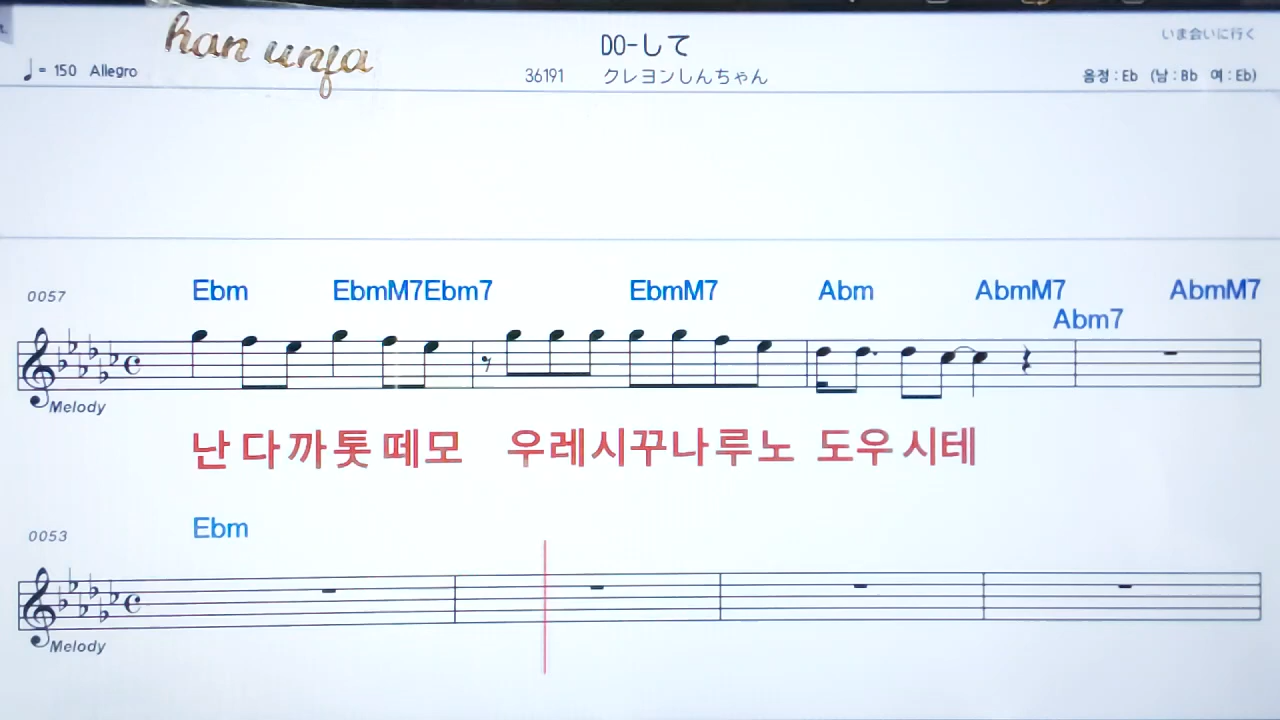 han unja
DO-して
いま会いに行く
♩= 150 Allegro
36191 クレヨンしんちゃん
음정 : Eb (남 : Bb 여 : Eb)
0057
Ebm EbmM7 Ebm7 EbmM7 Abm AbmM7 Abm7 AbmM7
Melody
난 다 까 톳 떼 모 우 레 시 꾸 나 루 노 도 우 시 테
0053
Ebm
Melody